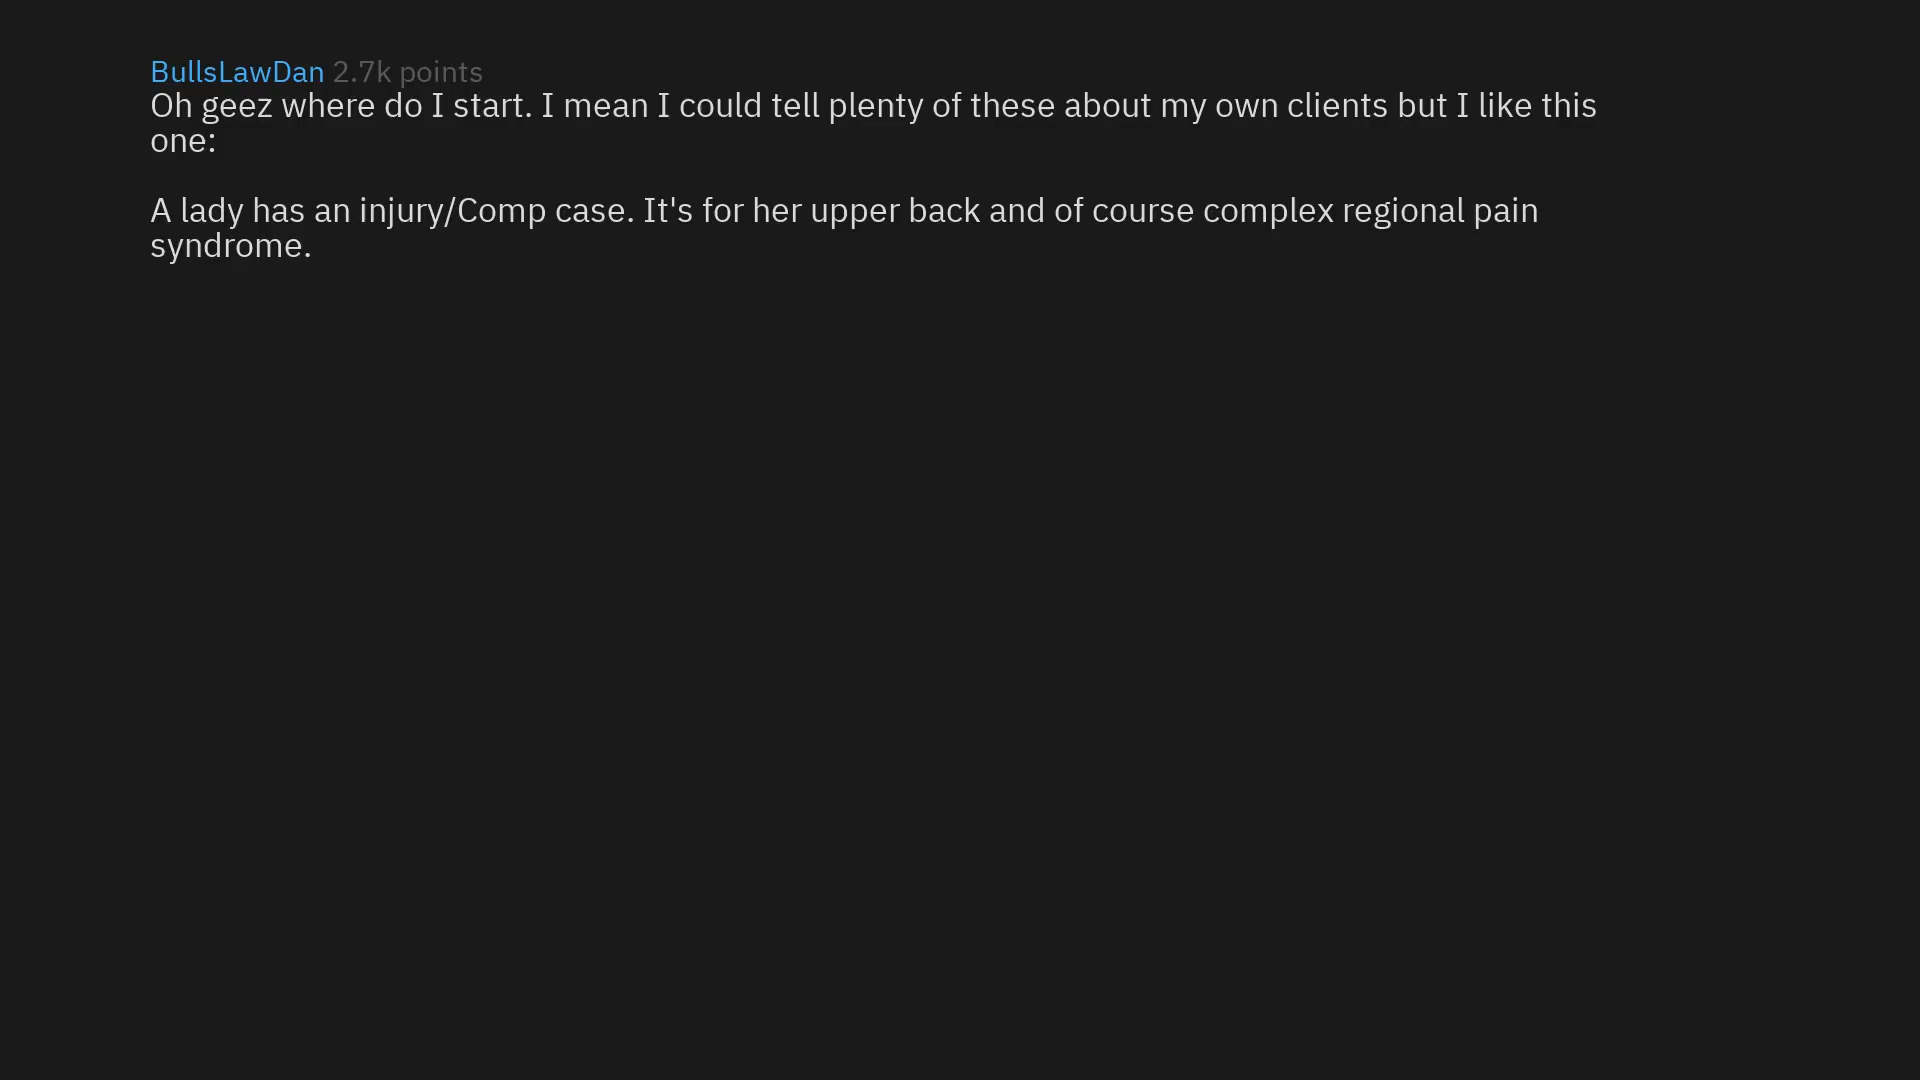 BullsLawDan 2.7k points
Oh geez where do I start. I mean I could tell plenty of these about my own clients but I like this
one:
A lady has an injury/Comp case. It's for her upper back and of course complex regional pain
syndrome.